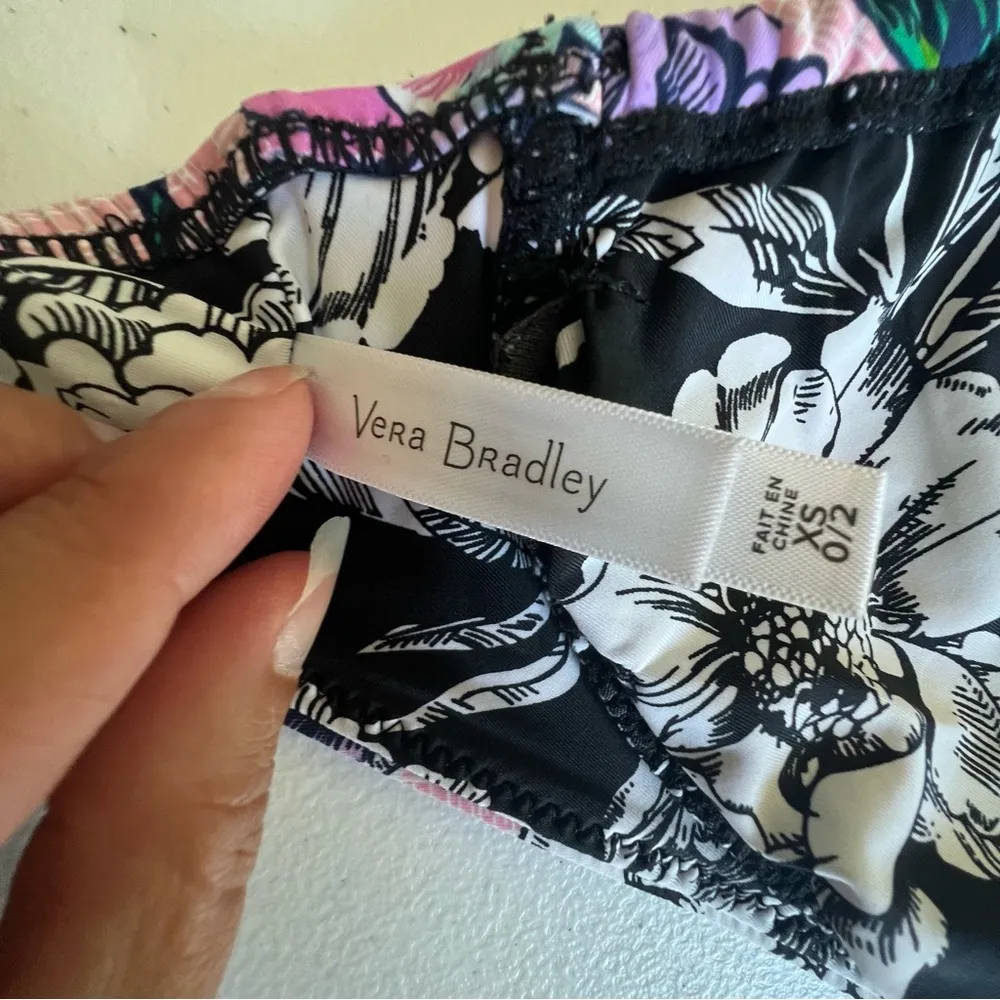 Vera Bradley
FAIT EN
CHINE
XS
0/2